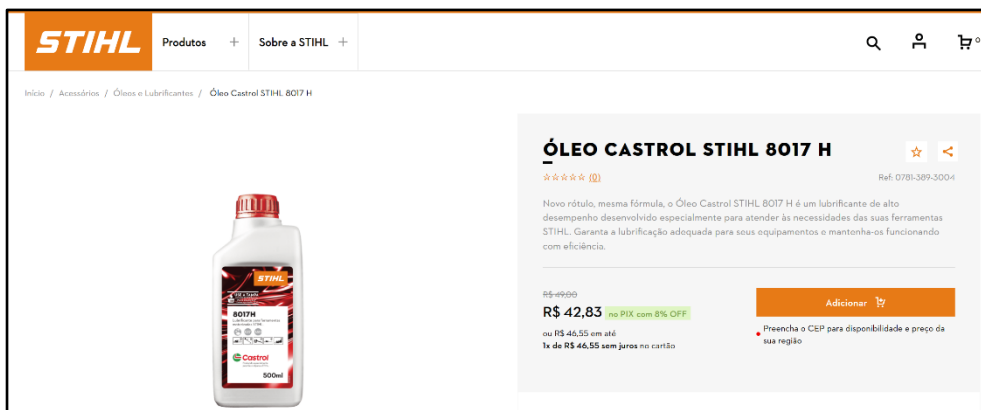 STIHL
Produtos +
Sobre a STIHL +
0
Início / Acessórios / Óleos e Lubrificantes / Óleo Castrol STIHL 8017 H
ÓLEO CASTROL STIHL 8017 H
(0)
Ref: 0781-389-3004
Novo rótulo, mesma fórmula, o Óleo Castrol STIHL 8017 H é um lubrificante de alto
desempenho desenvolvido especialmente para atender às necessidades das suas ferramentas
STIHL. Garanta a lubrificação adequada para seus equipamentos e mantenha-os funcionando
com eficiência.
R$ 49,00
R$ 42,83 no PIX com 8% OFF
ou R$ 46,55 em até
1x de R$ 46,55 sem juros no cartão
Adicionar
Preencha o CEP para disponibilidade e preço da
sua região
STIHL
8017H
Castrol
500ml